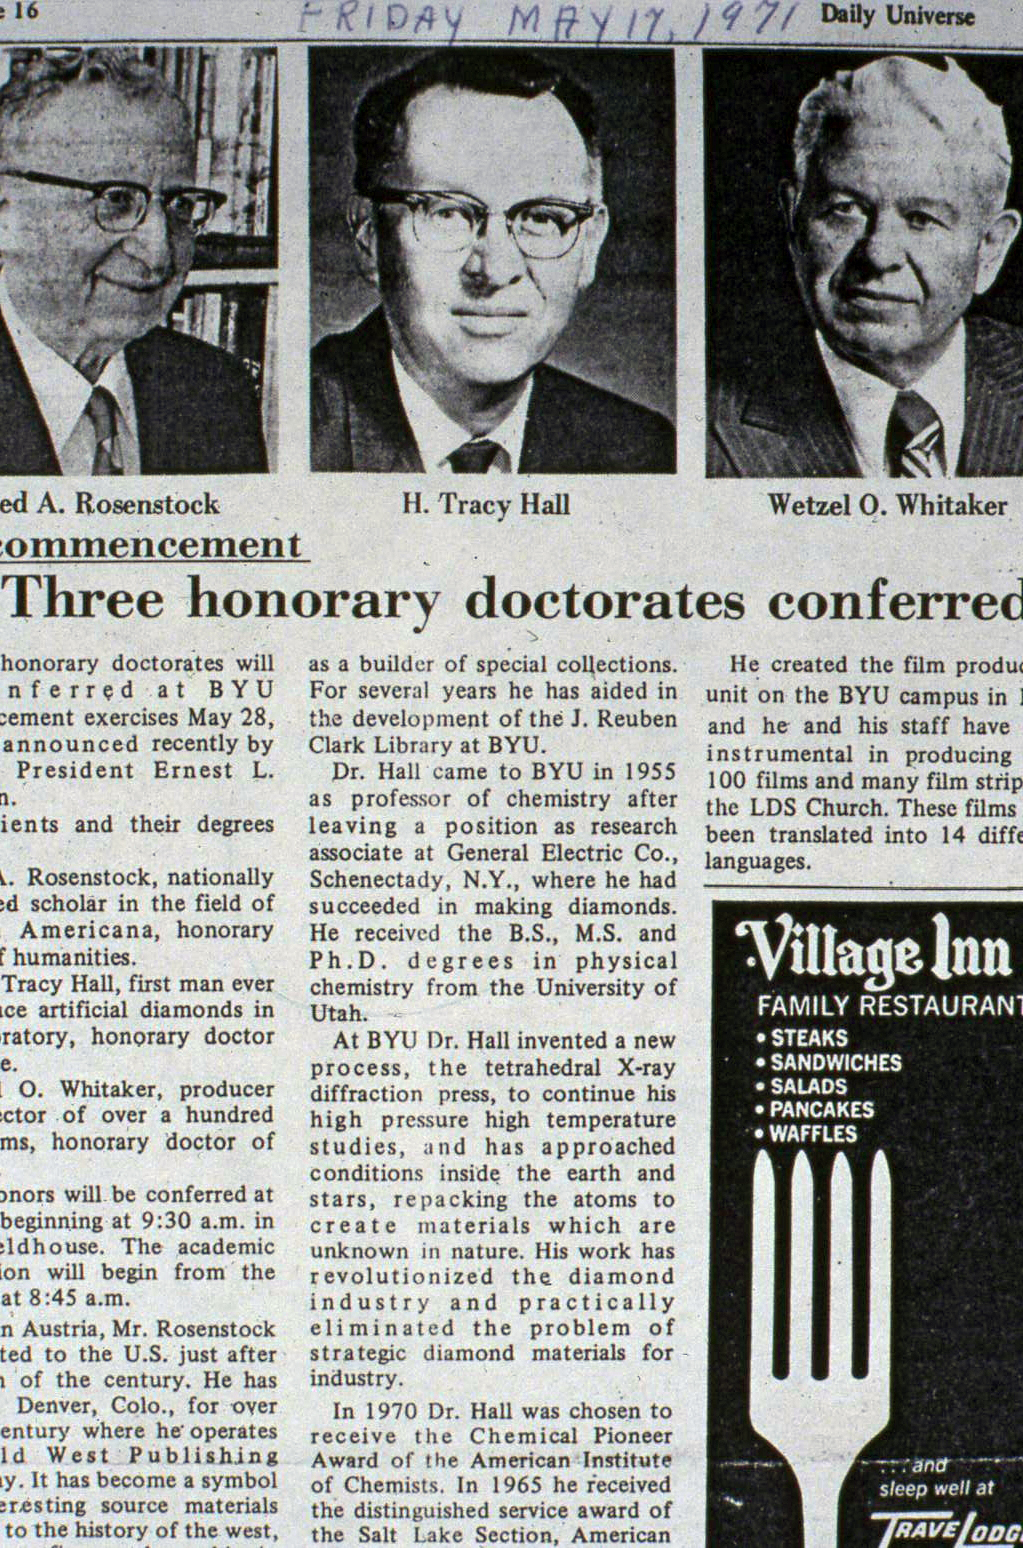 e 16
FRIDAY MAY 17, 1971
Daily Universe
ed A. Rosenstock
H. Tracy Hall
Wetzel O. Whitaker
commencement
Three honorary doctorates conferred
honorary doctorates will
nferred at BYU
cement exercises May 28,
announced recently by
President Ernest L.
n.
ients and their degrees
A. Rosenstock, nationally
ed scholar in the field of
Americana, honorary
f humanities.
Tracy Hall, first man ever
ce artificial diamonds in
oratory, honorary doctor
e.
l O. Whitaker, producer
ector of over a hundred
ms, honorary doctor of
onors will be conferred at
beginning at 9:30 a.m. in
eldhouse. The academic
ion will begin from the
at 8:45 a.m.
n Austria, Mr. Rosenstock
ted to the U.S. just after
n of the century. He has
Denver, Colo., for over
entury where he operates
ld West Publishing
ny. It has become a symbol
eresting source materials
to the history of the west,
as a builder of special collections.
For several years he has aided in
the development of the J. Reuben
Clark Library at BYU.
Dr. Hall came to BYU in 1955
as professor of chemistry after
leaving a position as research
associate at General Electric Co.,
Schenectady, N.Y., where he had
succeeded in making diamonds.
He received the B.S., M.S. and
Ph.D. degrees in physical
chemistry from the University of
Utah.
At BYU Dr. Hall invented a new
process, the tetrahedral X-ray
diffraction press, to continue his
high pressure high temperature
studies, and has approached
conditions inside the earth and
stars, repacking the atoms to
create materials which are
unknown in nature. His work has
revolutionized the diamond
industry and practically
eliminated the problem of
strategic diamond materials for
industry.
In 1970 Dr. Hall was chosen to
receive the Chemical Pioneer
Award of the American Institute
of Chemists. In 1965 he received
the distinguished service award of
the Salt Lake Section, American
He created the film produc
unit on the BYU campus in
and he and his staff have
instrumental in producing
100 films and many film strip
the LDS Church. These films
been translated into 14 diffe
languages.
Village Inn
FAMILY RESTAURANT
• STEAKS
• SANDWICHES
• SALADS
• PANCAKES
• WAFFLES
...and
sleep well at
TRAVELODG